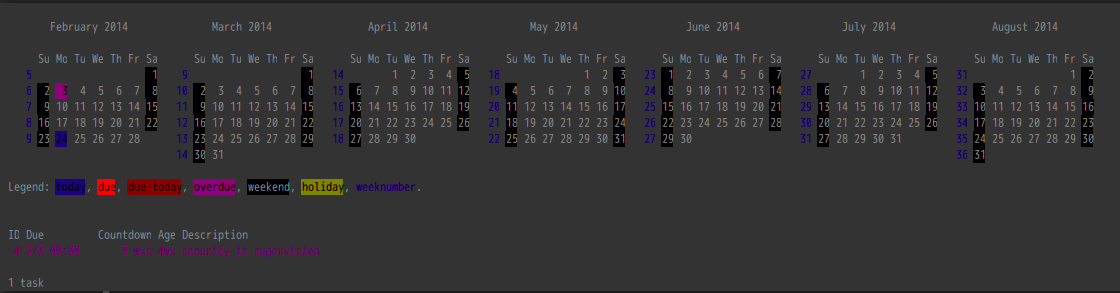 February 2014 March 2014 April 2014 May 2014 June 2014 July 2014 August 2014
Su Mo Tu We Th Fr Sa Su Mo Tu We Th Fr Sa Su Mo Tu We Th Fr Sa Su Mo Tu We Th Fr Sa Su Mo Tu We Th Fr Sa Su Mo Tu We Th Fr Sa Su Mo Tu We Th Fr Sa
5 1 9 1 14 1 2 3 4 5 18 1 2 3 23 1 2 3 4 5 6 7 27 1 2 3 4 5 31 1 2
6 2 3 4 5 6 7 8 10 2 3 4 5 6 7 8 15 6 7 8 9 10 11 12 19 4 5 6 7 8 9 10 24 8 9 10 11 12 13 14 28 6 7 8 9 10 11 12 32 3 4 5 6 7 8 9
7 9 10 11 12 13 14 15 11 9 10 11 12 13 14 15 16 13 14 15 16 17 18 19 20 11 12 13 14 15 16 17 25 15 16 17 18 19 20 21 29 13 14 15 16 17 18 19 33 10 11 12 13 14 15 16
8 16 17 18 19 20 21 22 12 16 17 18 19 20 21 22 17 20 21 22 23 24 25 26 21 18 19 20 21 22 23 24 26 22 23 24 25 26 27 28 30 20 21 22 23 24 25 26 34 17 18 19 20 21 22 23
9 23 24 25 26 27 28 13 23 24 25 26 27 28 29 18 27 28 29 30 22 25 26 27 28 29 30 31 27 29 30 31 27 28 29 30 31 35 24 25 26 27 28 29 30
14 30 31 36 31
Legend: today, due, due-today, overdue, weekend, holiday, weeknumber.
ID Due Countdown Age Description
security
1 task